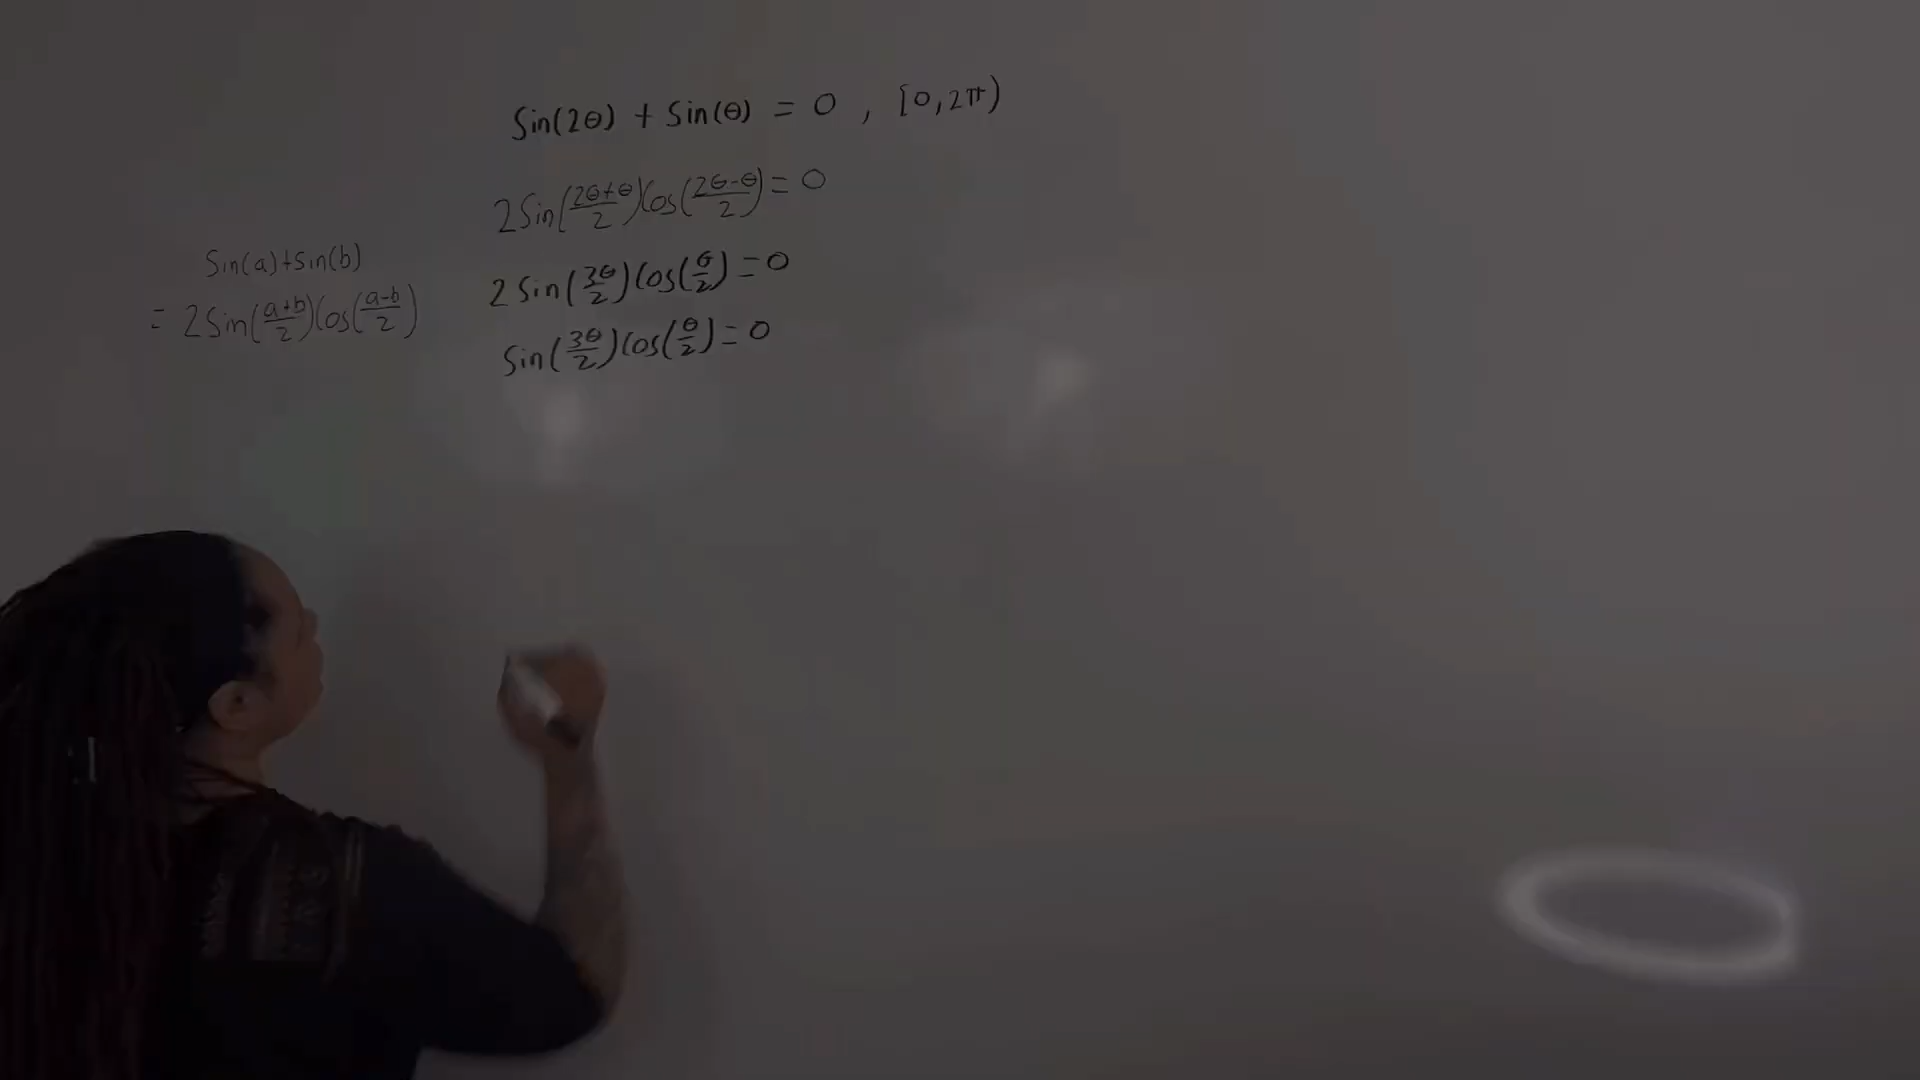 Sin(2θ) + Sin(θ) = 0 , [0,2π)
2Sin((2θ+θ)/2)Cos((2θ-θ)/2) = 0
Sin(a)+Sin(b)
= 2Sin((a+b)/2)Cos((a-b)/2)
2Sin(3θ/2)Cos(θ/2) = 0
Sin(3θ/2)Cos(θ/2) = 0